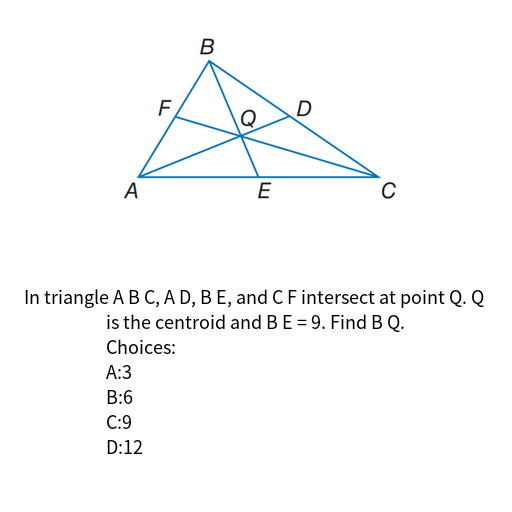 B
F
D
Q
A
E
C
In triangle A B C, A D, B E, and C F intersect at point Q. Q
is the centroid and B E = 9. Find B Q.
Choices:
A:3
B:6
C:9
D:12